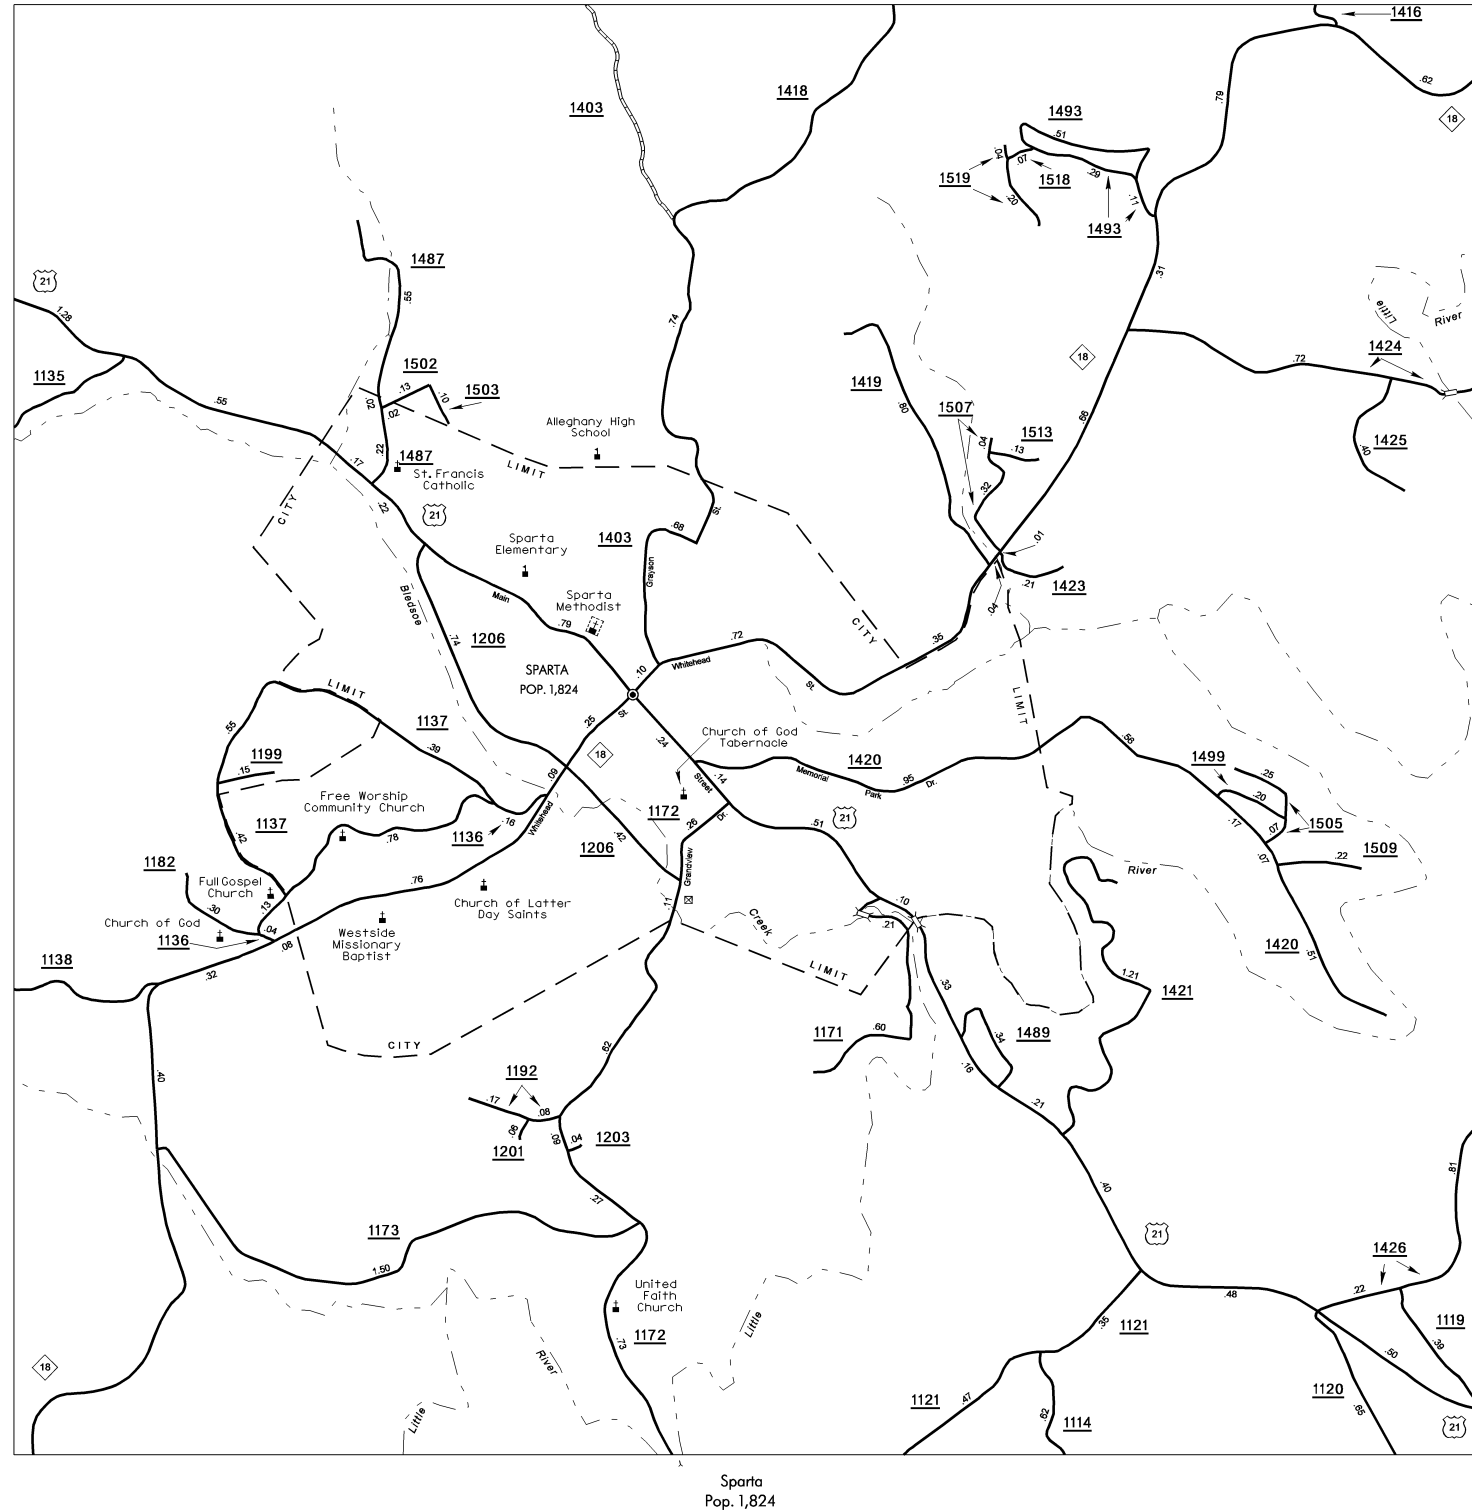 1416
.62
18
.79
1403
1418
1493
.51
.04
.07
.29
1519
1518
.20
.11
1493
1487
21
.55
.31
Little
River
1.28
.74
18
1424
.72
1135
1502
.13
1503
.10
.02
.02
1419
.80
.55
Alleghany High
School
1507
.66
.04
1513
.13
1425
.40
.22
.17
1487
St. Francis
Catholic
LIMIT
CITY
.22
21
.32
St.
.68
1403
Sparta
Elementary
.01
Grayson
.21
1423
.04
Bledsoe
Main
Sparta
Methodist
.79
CITY
.74
1206
.72
.35
Whitehead
SPARTA
POP. 1,824
.10
St.
LIMIT
LIMIT
.55
1137
.39
.25
St.
18
.24
Church of God
Tabernacle
1420
Memorial
Park
.95
Dr.
.58
1199
.15
.09
Street
.14
1499
.25
.20
Free Worship
Community Church
Whitehead
1172
21
.51
.17
1505
.07
1137
.42
.78
1136
.16
.42
1206
.26
Dr.
Grandview
.07
1509
.22
1182
Full Gospel
Church
.76
River
.30
.13
Church of Latter
Day Saints
.11
Creek
.10
.21
Church of God
.04
1136
.08
Westside
Missionary
Baptist
1420
.51
1138
.32
LIMIT
.33
1.21
1421
CITY
1171
.60
.34
1489
.62
.16
.40
1192
.17
.08
.21
.06
1201
.09
.04
1203
.27
.40
.81
1173
1.50
21
1426
.22
.48
United
Faith
Church
1172
.73
Little
.35
1121
1119
.39
.50
18
River
Little
1121
.47
.62
1114
1120
.65
21
Sparta
Pop. 1,824